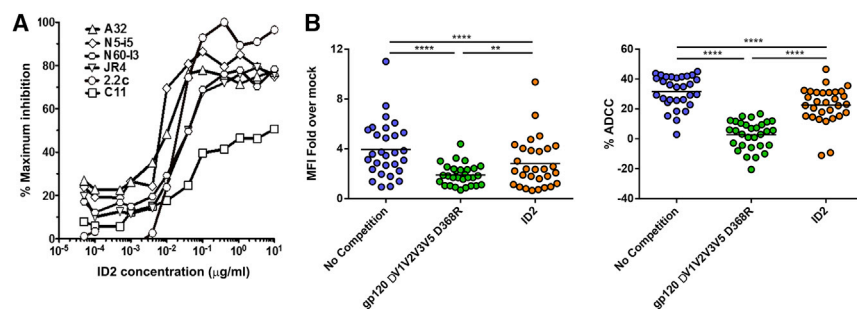 A
A32
N5-i5
N60-I3
JR4
2.2c
C11
% Maximum inhibition
100
80
60
40
20
0
10-5 10-4 10-3 10-2 10-1 100 101
ID2 concentration (μg/ml)
B
****
**** **
MFI Fold over mock
12
8
4
0
No Competition
gp120 DV1V2V3V5 D368R
ID2
****
**** ****
% ADCC
60
40
20
0
-20
-40
No Competition
gp120 DV1V2V3V5 D368R
ID2